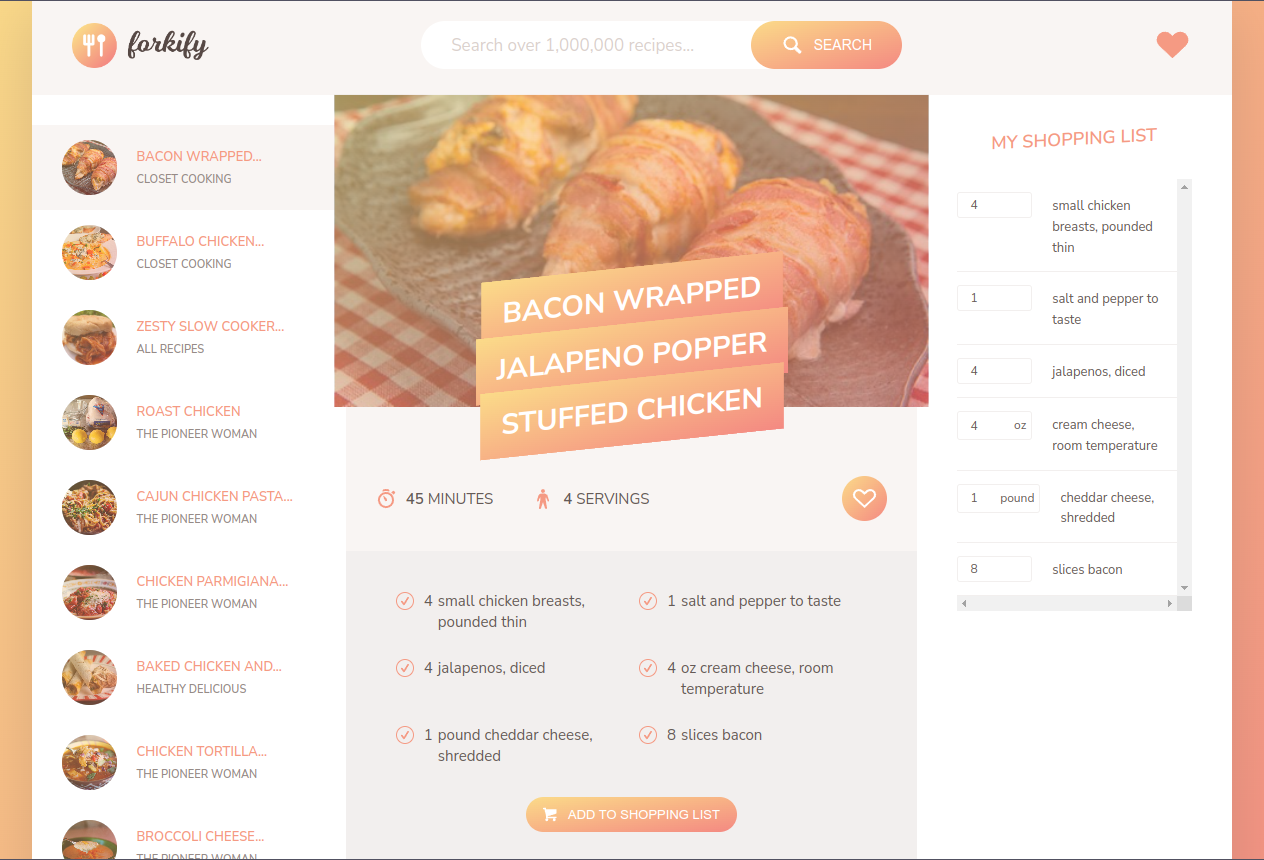 forkify
Search over 1,000,000 recipes...
SEARCH
BACON WRAPPED...
CLOSET COOKING
BUFFALO CHICKEN...
CLOSET COOKING
ZESTY SLOW COOKER...
ALL RECIPES
ROAST CHICKEN
THE PIONEER WOMAN
CAJUN CHICKEN PASTA...
THE PIONEER WOMAN
CHICKEN PARMIGIANA...
THE PIONEER WOMAN
BAKED CHICKEN AND...
HEALTHY DELICIOUS
CHICKEN TORTILLA...
THE PIONEER WOMAN
BROCCOLI CHEESE...
THE PIONEER WOMAN
BACON WRAPPED
JALAPENO POPPER
STUFFED CHICKEN
45 MINUTES
4 SERVINGS
4 small chicken breasts,
pounded thin
1 salt and pepper to taste
4 jalapenos, diced
4 oz cream cheese, room
temperature
1 pound cheddar cheese,
shredded
8 slices bacon
ADD TO SHOPPING LIST
MY SHOPPING LIST
4 small chicken
breasts, pounded
thin
1 salt and pepper to
taste
4 jalapenos, diced
4 oz cream cheese,
room temperature
1 pound cheddar cheese,
shredded
8 slices bacon